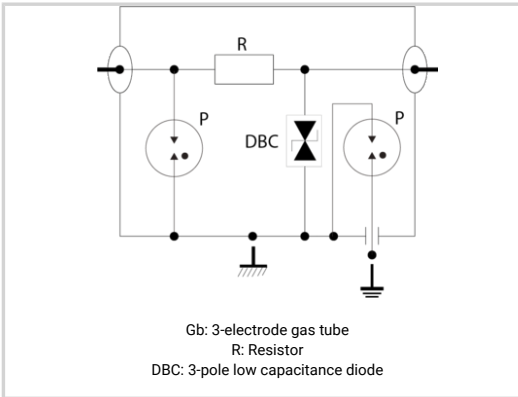 R
P
DBC
P
Gb: 3-electrode gas tube
R: Resistor
DBC: 3-pole low capacitance diode